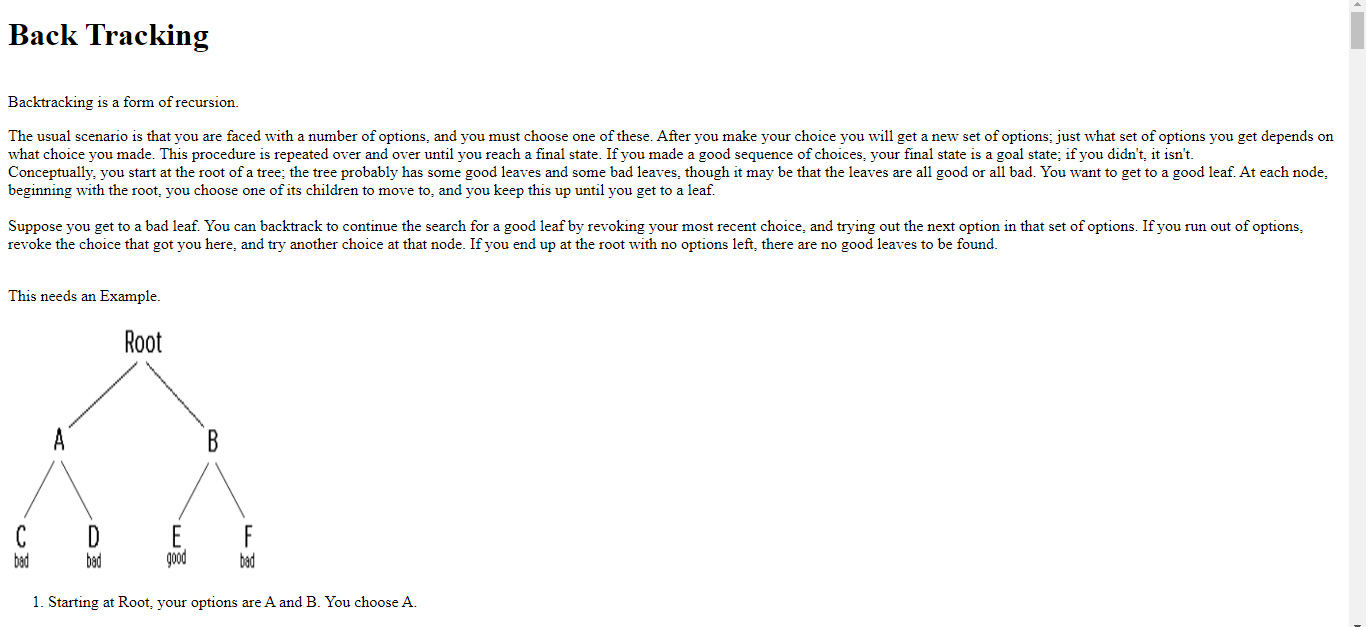 Back Tracking
Backtracking is a form of recursion.
The usual scenario is that you are faced with a number of options, and you must choose one of these. After you make your choice you will get a new set of options; just what set of options you get depends on
what choice you made. This procedure is repeated over and over until you reach a final state. If you made a good sequence of choices, your final state is a goal state; if you didn't, it isn't.
Conceptually, you start at the root of a tree; the tree probably has some good leaves and some bad leaves, though it may be that the leaves are all good or all bad. You want to get to a good leaf. At each node,
beginning with the root, you choose one of its children to move to, and you keep this up until you get to a leaf.
Suppose you get to a bad leaf. You can backtrack to continue the search for a good leaf by revoking your most recent choice, and trying out the next option in that set of options. If you run out of options,
revoke the choice that got you here, and try another choice at that node. If you end up at the root with no options left, there are no good leaves to be found.
This needs an Example.
Root
A B
C D E F
bad bad good bad
1. Starting at Root, your options are A and B. You choose A.